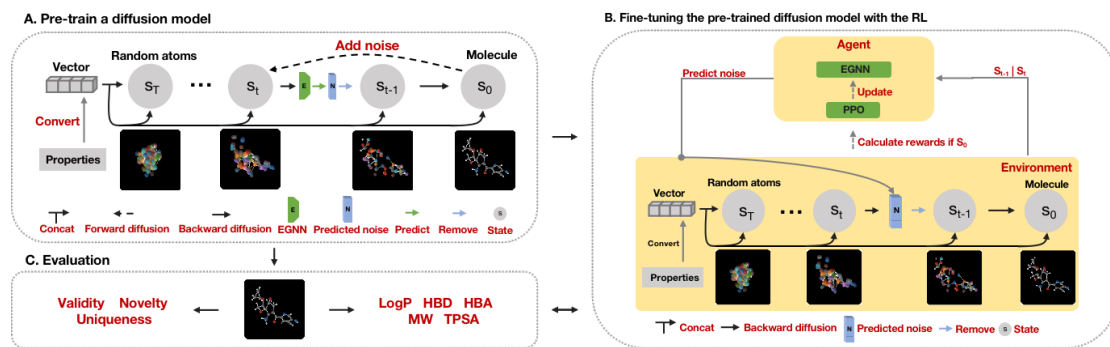 A. Pre-train a diffusion model
Add noise
Random atoms
Molecule
Vector
S_T
S_t
E
N
S_t-1
S_0
Convert
Properties
E
N
S
Concat Forward diffusion Backward diffusion EGNN Predicted noise Predict Remove State
C. Evaluation
Validity Novelty
Uniqueness
LogP HBD HBA
MW TPSA
B. Fine-tuning the pre-trained diffusion model with the RL
Agent
EGNN
Predict noise
S_t-1 | S_t
Update
PPO
Calculate rewards if S_0
Environment
Vector
Random atoms
Molecule
S_T
S_t
N
S_t-1
S_0
Convert
Properties
Concat Backward diffusion N Predicted noise Remove S State